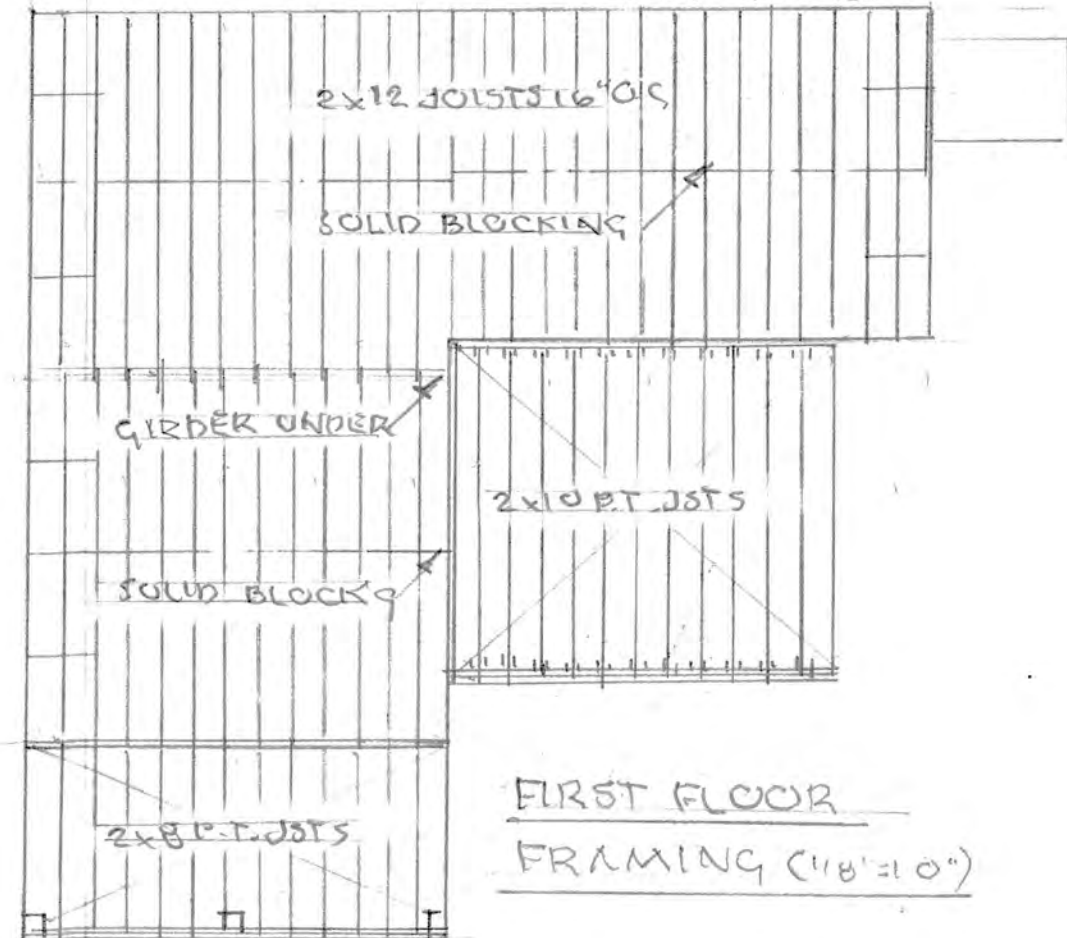 2x12 JOISTS 16" O/C
SOLID BLOCKING
GIRDER UNDER
2x10 P.T. JSTS
SOLID BLOCKG
2x8 P.T. JSTS
FIRST FLOOR
FRAMING (1/8"=1'0")